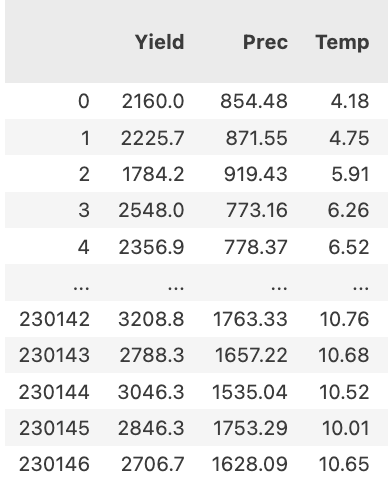 Yield Prec Temp
0 2160.0 854.48 4.18
1 2225.7 871.55 4.75
2 1784.2 919.43 5.91
3 2548.0 773.16 6.26
4 2356.9 778.37 6.52
... ... ... ...
230142 3208.8 1763.33 10.76
230143 2788.3 1657.22 10.68
230144 3046.3 1535.04 10.52
230145 2846.3 1753.29 10.01
230146 2706.7 1628.09 10.65